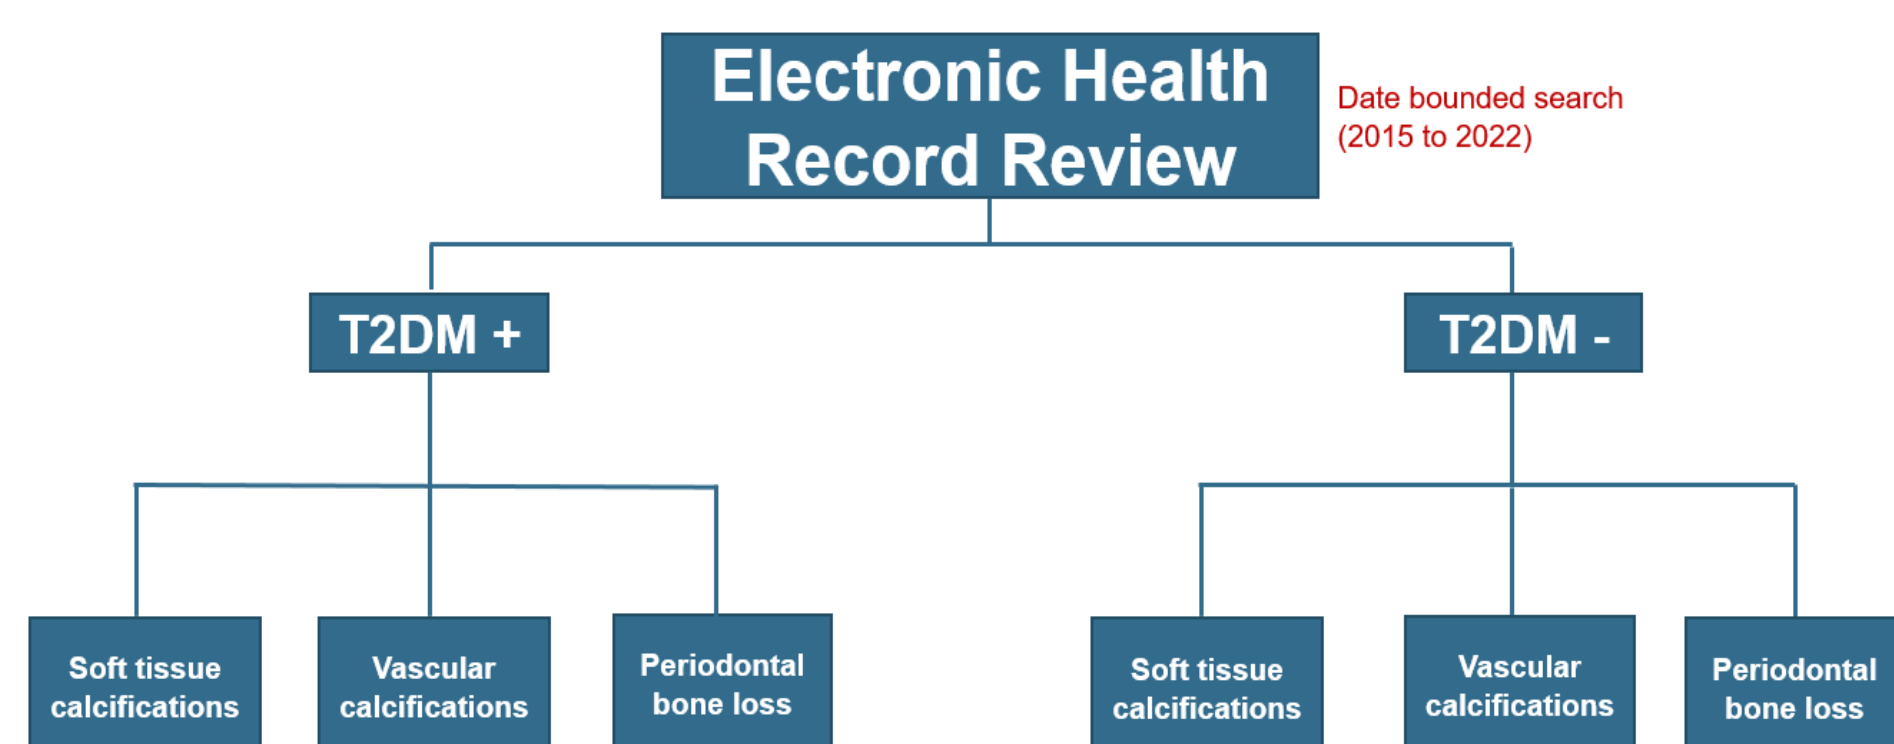 Electronic Health
Record Review
Date bounded search
(2015 to 2022)
T2DM +
T2DM -
Soft tissue
calcifications
Vascular
calcifications
Periodontal
bone loss
Soft tissue
calcifications
Vascular
calcifications
Periodontal
bone loss